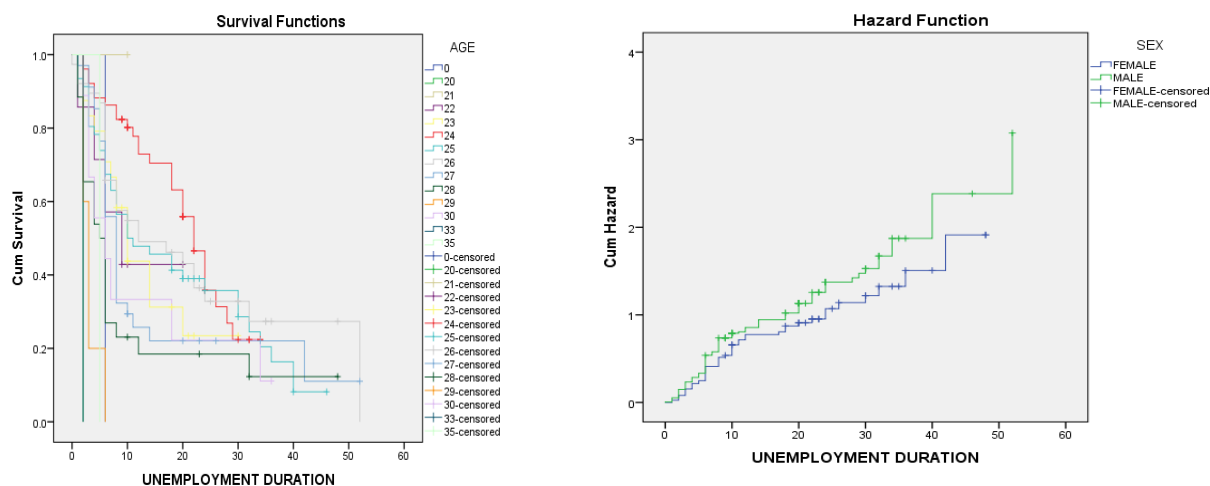 Survival Functions
AGE
0
20
21
22
23
24
25
26
27
28
29
30
33
35
0-censored
20-censored
21-censored
22-censored
23-censored
24-censored
25-censored
26-censored
27-censored
28-censored
29-censored
30-censored
33-censored
35-censored
Cum Survival
1.0
0.8
0.6
0.4
0.2
0.0
0 10 20 30 40 50 60
UNEMPLOYMENT DURATION
Hazard Function
SEX
FEMALE
MALE
FEMALE-censored
MALE-censored
Cum Hazard
4
3
2
1
0
0 10 20 30 40 50 60
UNEMPLOYMENT DURATION